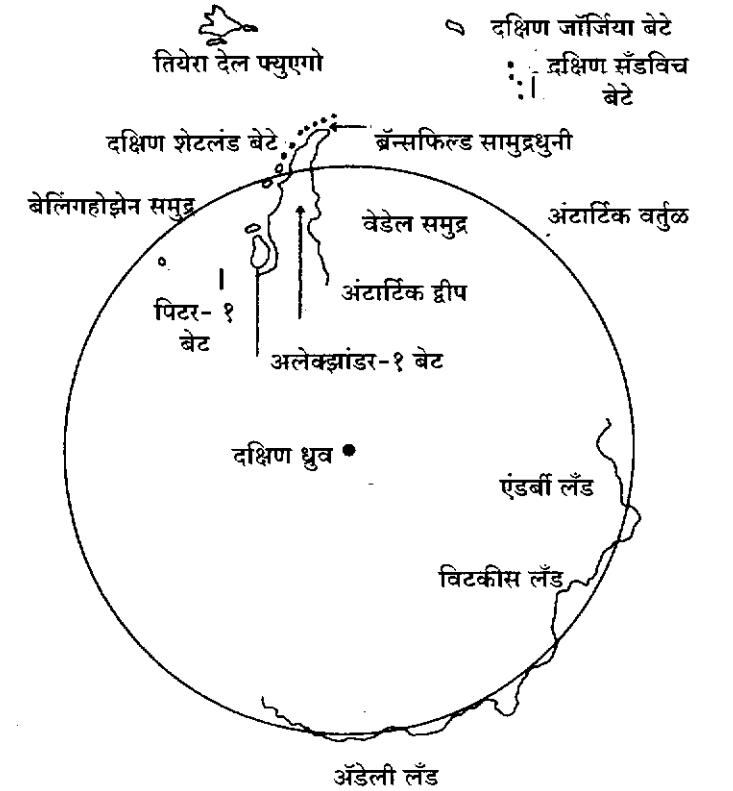 दक्षिण जॉर्जिया बेटे
तियेरा देल फ्युएगो
दक्षिण सँडविच
बेटे
दक्षिण शेटलंड बेटे
ब्रॅन्सफिल्ड सामुद्रधुनी
बेलिंगहोझेन समुद्र
वेडेल समुद्र
अंटार्टिक वर्तुळ
अंटार्टिक द्वीप
पिटर- १
बेट
अलेक्झांडर-१ बेट
दक्षिण ध्रुव
एंडर्बी लँड
विटकीस लँड
ॲडेली लँड